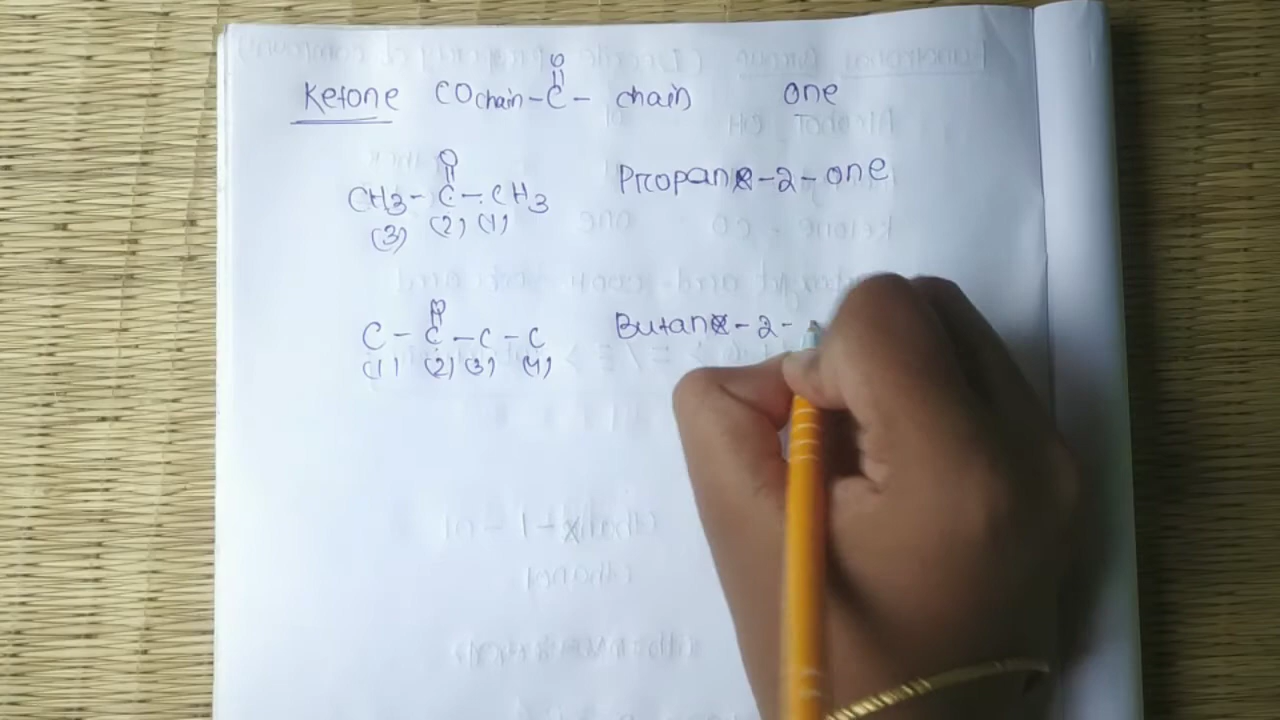 O
Ketone CO chain - C - chain one
O
CH3 - C - CH3 Propane - 2 - one
(3) (2) (1)
O
C - C - C - C Butane - 2 -
(1) (2) (3) (4)